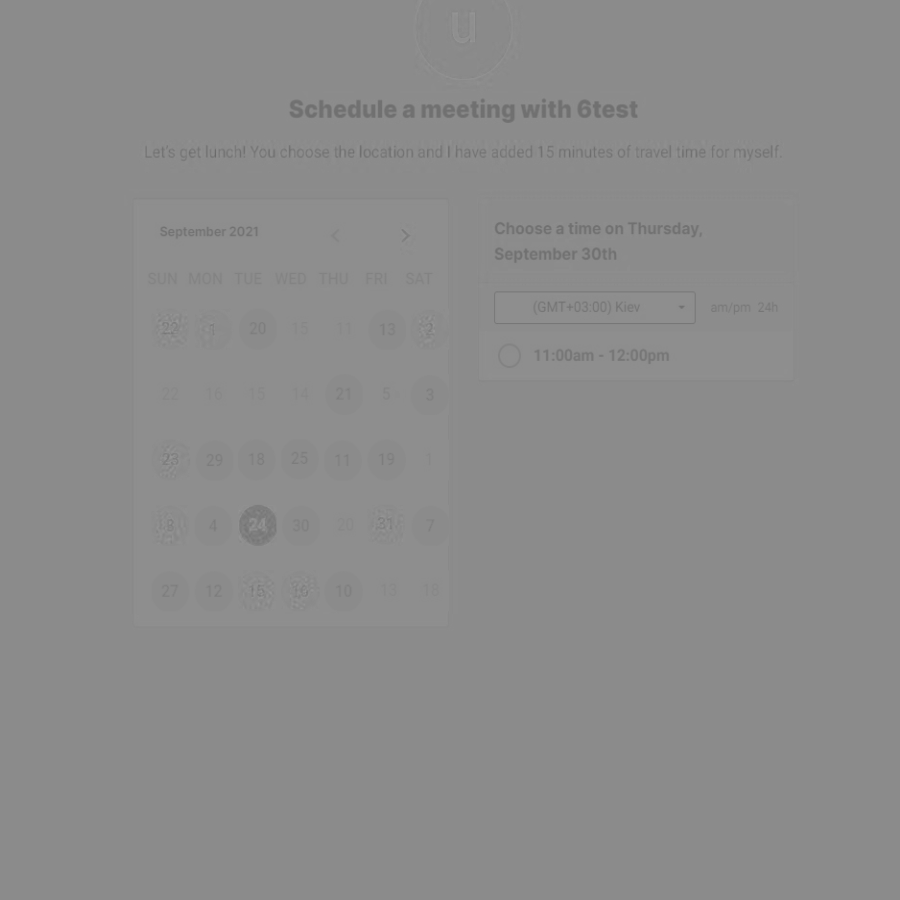 u
Schedule a meeting with 6test
Let's get lunch! You choose the location and I have added 15 minutes of travel time for myself.
September 2021
SUN MON TUE WED THU FRI SAT
22 1 20 15 11 13 2
22 16 15 14 21 5 3
23 29 18 25 11 19 1
4 24 30 20 31 7
27 12 15 16 10 13 18
Choose a time on Thursday,
September 30th
(GMT+03:00) Kiev
am/pm 24h
11:00am - 12:00pm